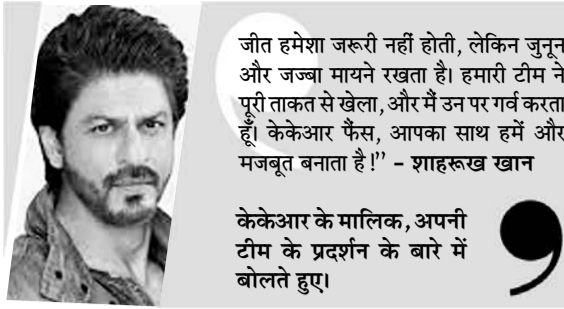 जीत हमेशा जरूरी नहीं होती, लेकिन जुनून
और जज्बा मायने रखता है। हमारी टीम ने
पूरी ताकत से खेला, और मैं उन पर गर्व करता
हूँ। केकेआर फैंस, आपका साथ हमें और
मजबूत बनाता है!’’ – शाहरूख खान
केकेआर के मालिक, अपनी
टीम के प्रदर्शन के बारे में
बोलते हुए।